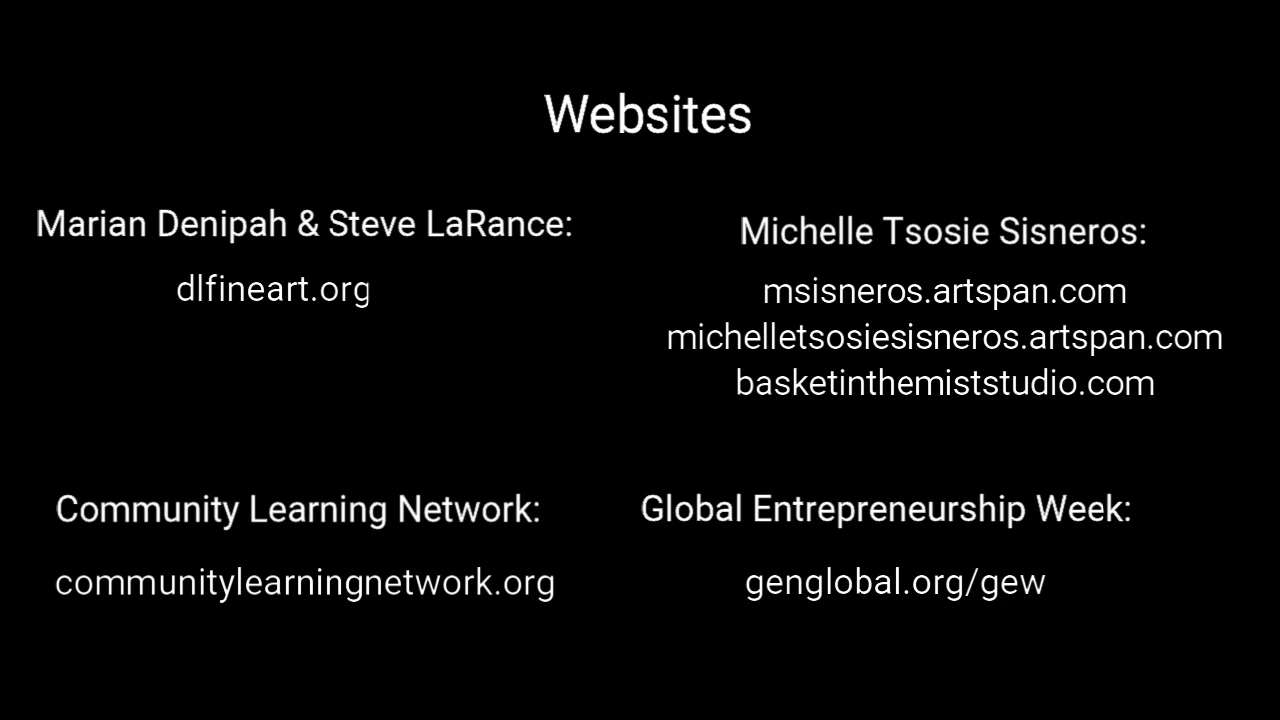 Websites
Marian Denipah & Steve LaRance:
dlfineart.org
Michelle Tsosie Sisneros:
msisneros.artspan.com
michelletsosiesisneros.artspan.com
basketinthemiststudio.com
Community Learning Network:
communitylearningnetwork.org
Global Entrepreneurship Week:
genglobal.org/gew